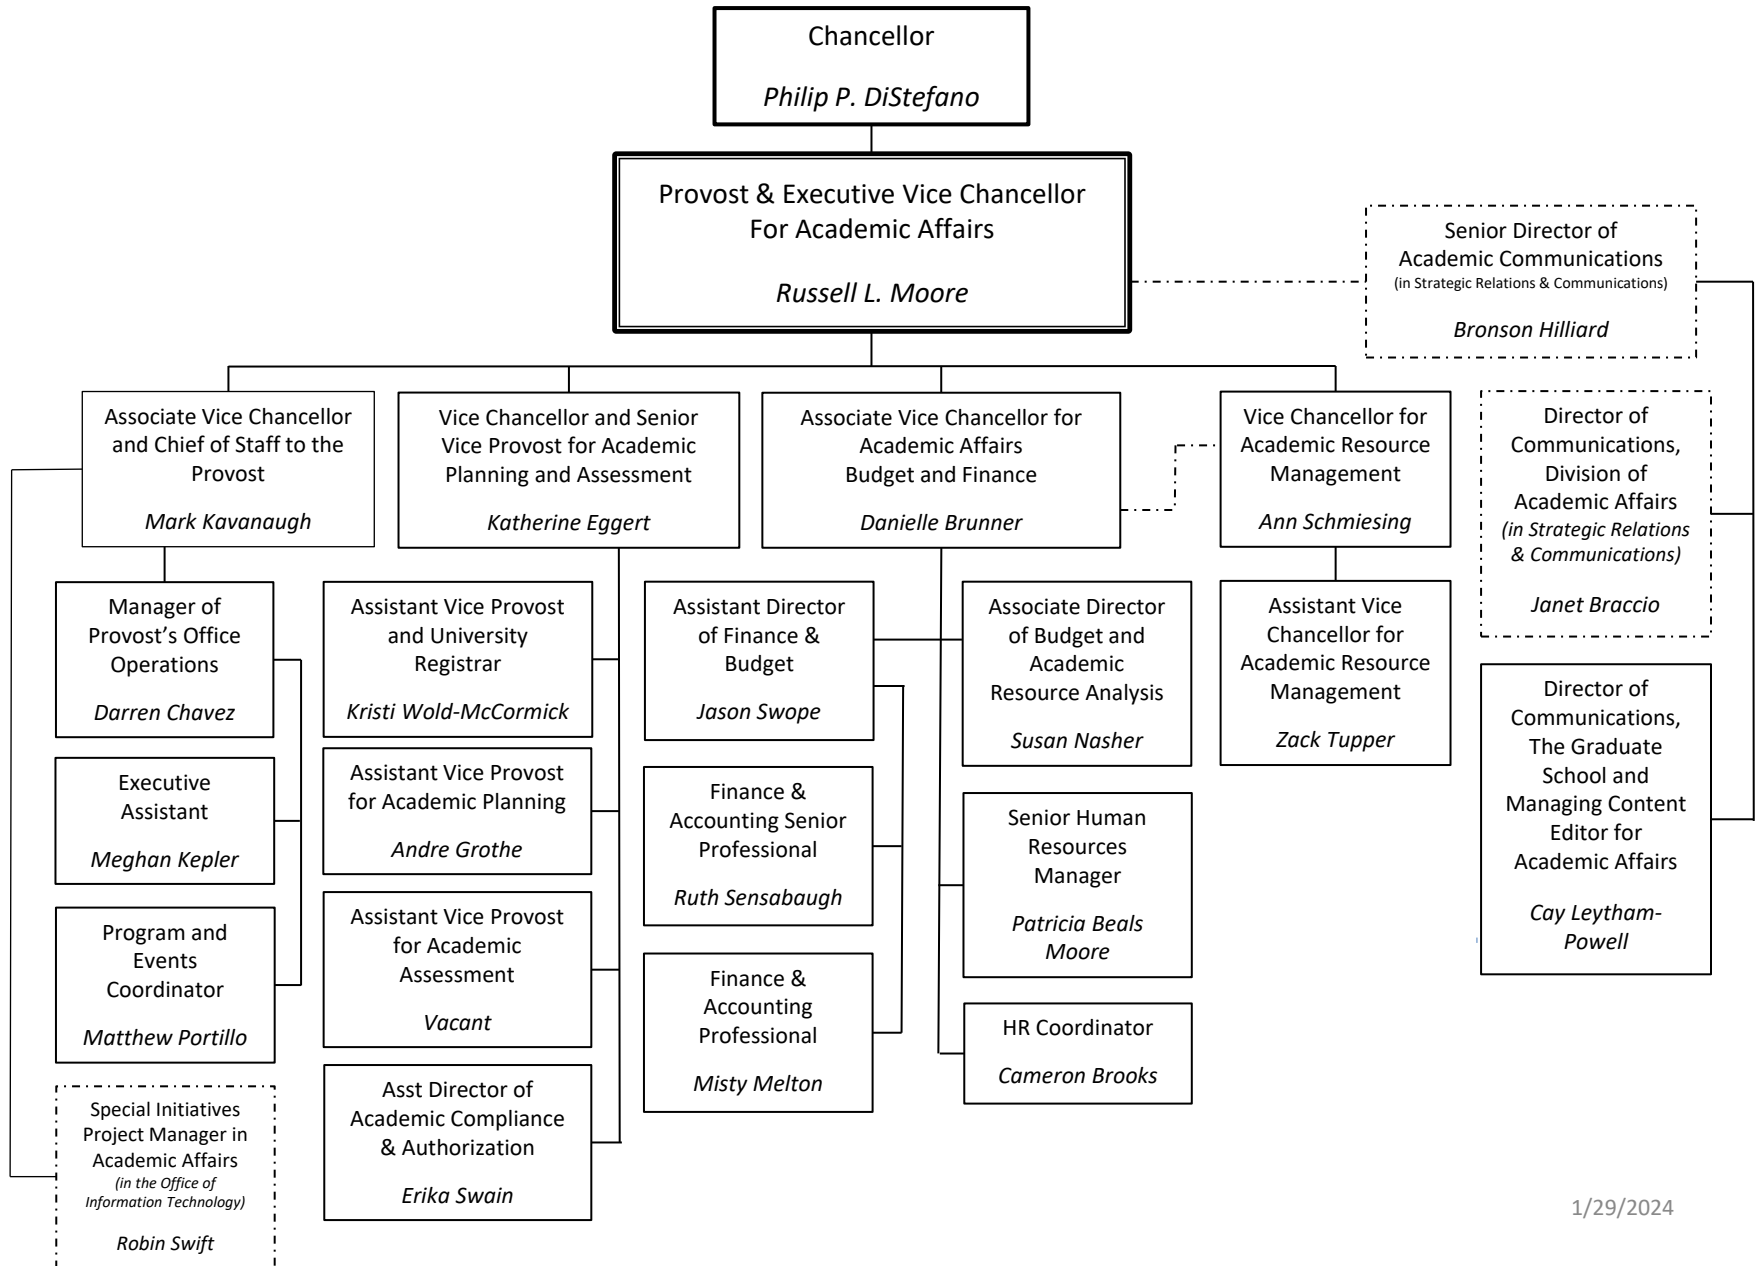 Chancellor
Philip P. DiStefano
Provost & Executive Vice Chancellor
For Academic Affairs
Russell L. Moore
Senior Director of
Academic Communications
(in Strategic Relations & Communications)
Bronson Hilliard
Associate Vice Chancellor
and Chief of Staff to the
Provost
Mark Kavanaugh
Vice Chancellor and Senior
Vice Provost for Academic
Planning and Assessment
Katherine Eggert
Associate Vice Chancellor for
Academic Affairs
Budget and Finance
Danielle Brunner
Vice Chancellor for
Academic Resource
Management
Ann Schmiesing
Director of
Communications,
Division of
Academic Affairs
(in Strategic Relations
& Communications)
Janet Braccio
Manager of
Provost’s Office
Operations
Darren Chavez
Executive
Assistant
Meghan Kepler
Program and
Events
Coordinator
Matthew Portillo
Special Initiatives
Project Manager in
Academic Affairs
(in the Office of
Information Technology)
Robin Swift
Assistant Vice Provost
and University
Registrar
Kristi Wold-McCormick
Assistant Vice Provost
for Academic Planning
Andre Grothe
Assistant Vice Provost
for Academic
Assessment
Vacant
Asst Director of
Academic Compliance
& Authorization
Erika Swain
Assistant Director
of Finance &
Budget
Jason Swope
Finance &
Accounting Senior
Professional
Ruth Sensabaugh
Finance &
Accounting
Professional
Misty Melton
Associate Director
of Budget and
Academic
Resource Analysis
Susan Nasher
Senior Human
Resources
Manager
Patricia Beals
Moore
HR Coordinator
Cameron Brooks
Assistant Vice
Chancellor for
Academic Resource
Management
Zack Tupper
Director of
Communications,
The Graduate
School and
Managing Content
Editor for
Academic Affairs
Cay Leytham-
Powell
1/29/2024